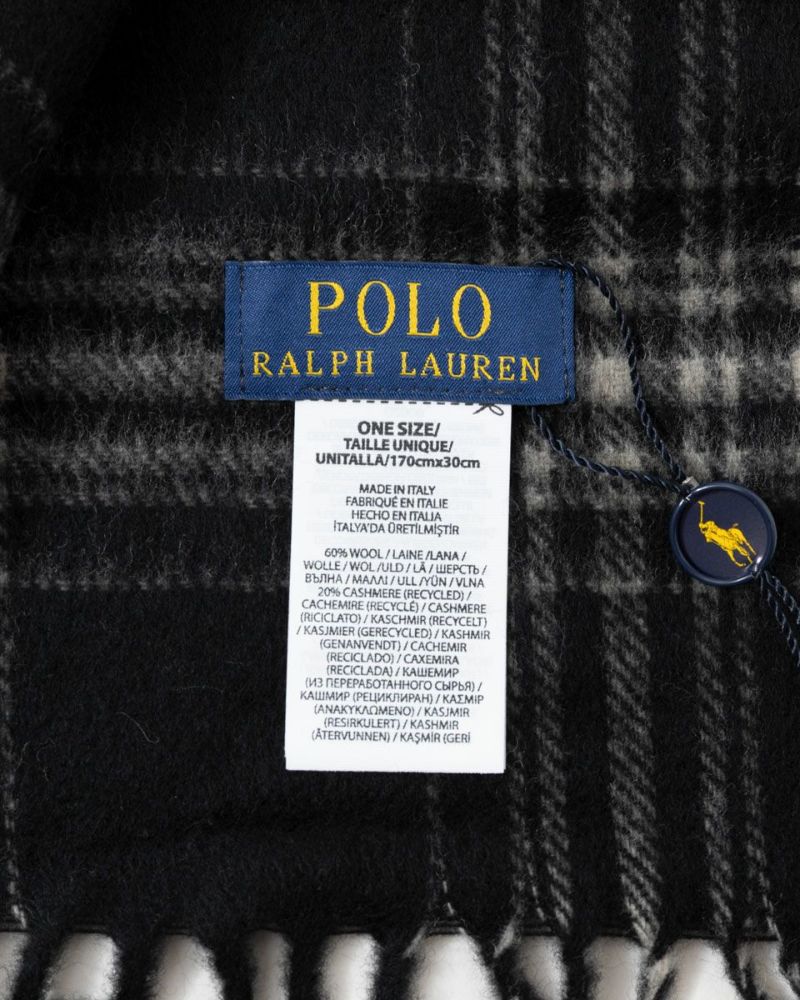 POLO
RALPH LAUREN
ONE SIZE/
TAILLE UNIQUE/
UNITALLA/170cmx30cm
MADE IN ITALY
FABRIQUÉ EN ITALIE
HECHO EN ITALIA
İTALYA'DA ÜRETİLMİŞTİR
60% WOOL / LAINE /LANA /
WOLLE / WOL /ULD / LÃ / ШЕРСТЬ /
ВЪЛНА / ΜΑΛΛΙ / ULL /YÜN / VLNA
20% CASHMERE (RECYCLED) /
CACHEMIRE (RECYCLÉ) / CASHMERE
(RICICLATO) / KASCHMIR (RECYCELT)
/ KASJMIER (GERECYCLED) / KASHMIR
(GENANVENDT) / CACHEMIR
(RECICLADO) / CAXEMIRA
(RECICLADA) / КАШЕМИР
(ИЗ ПЕРЕРАБОТАННОГО СЫРЬЯ) /
КАШМИР (РЕЦИКЛИРАН) / ΚΑΣΜΙΡ
(ΑΝΑΚΥΚΛΩΜΕΝΟ) / KASJMIR
(RESIRKULERT) / KASHMIR
(ÅTERVUNNEN) / KAŞMİR (GERİ